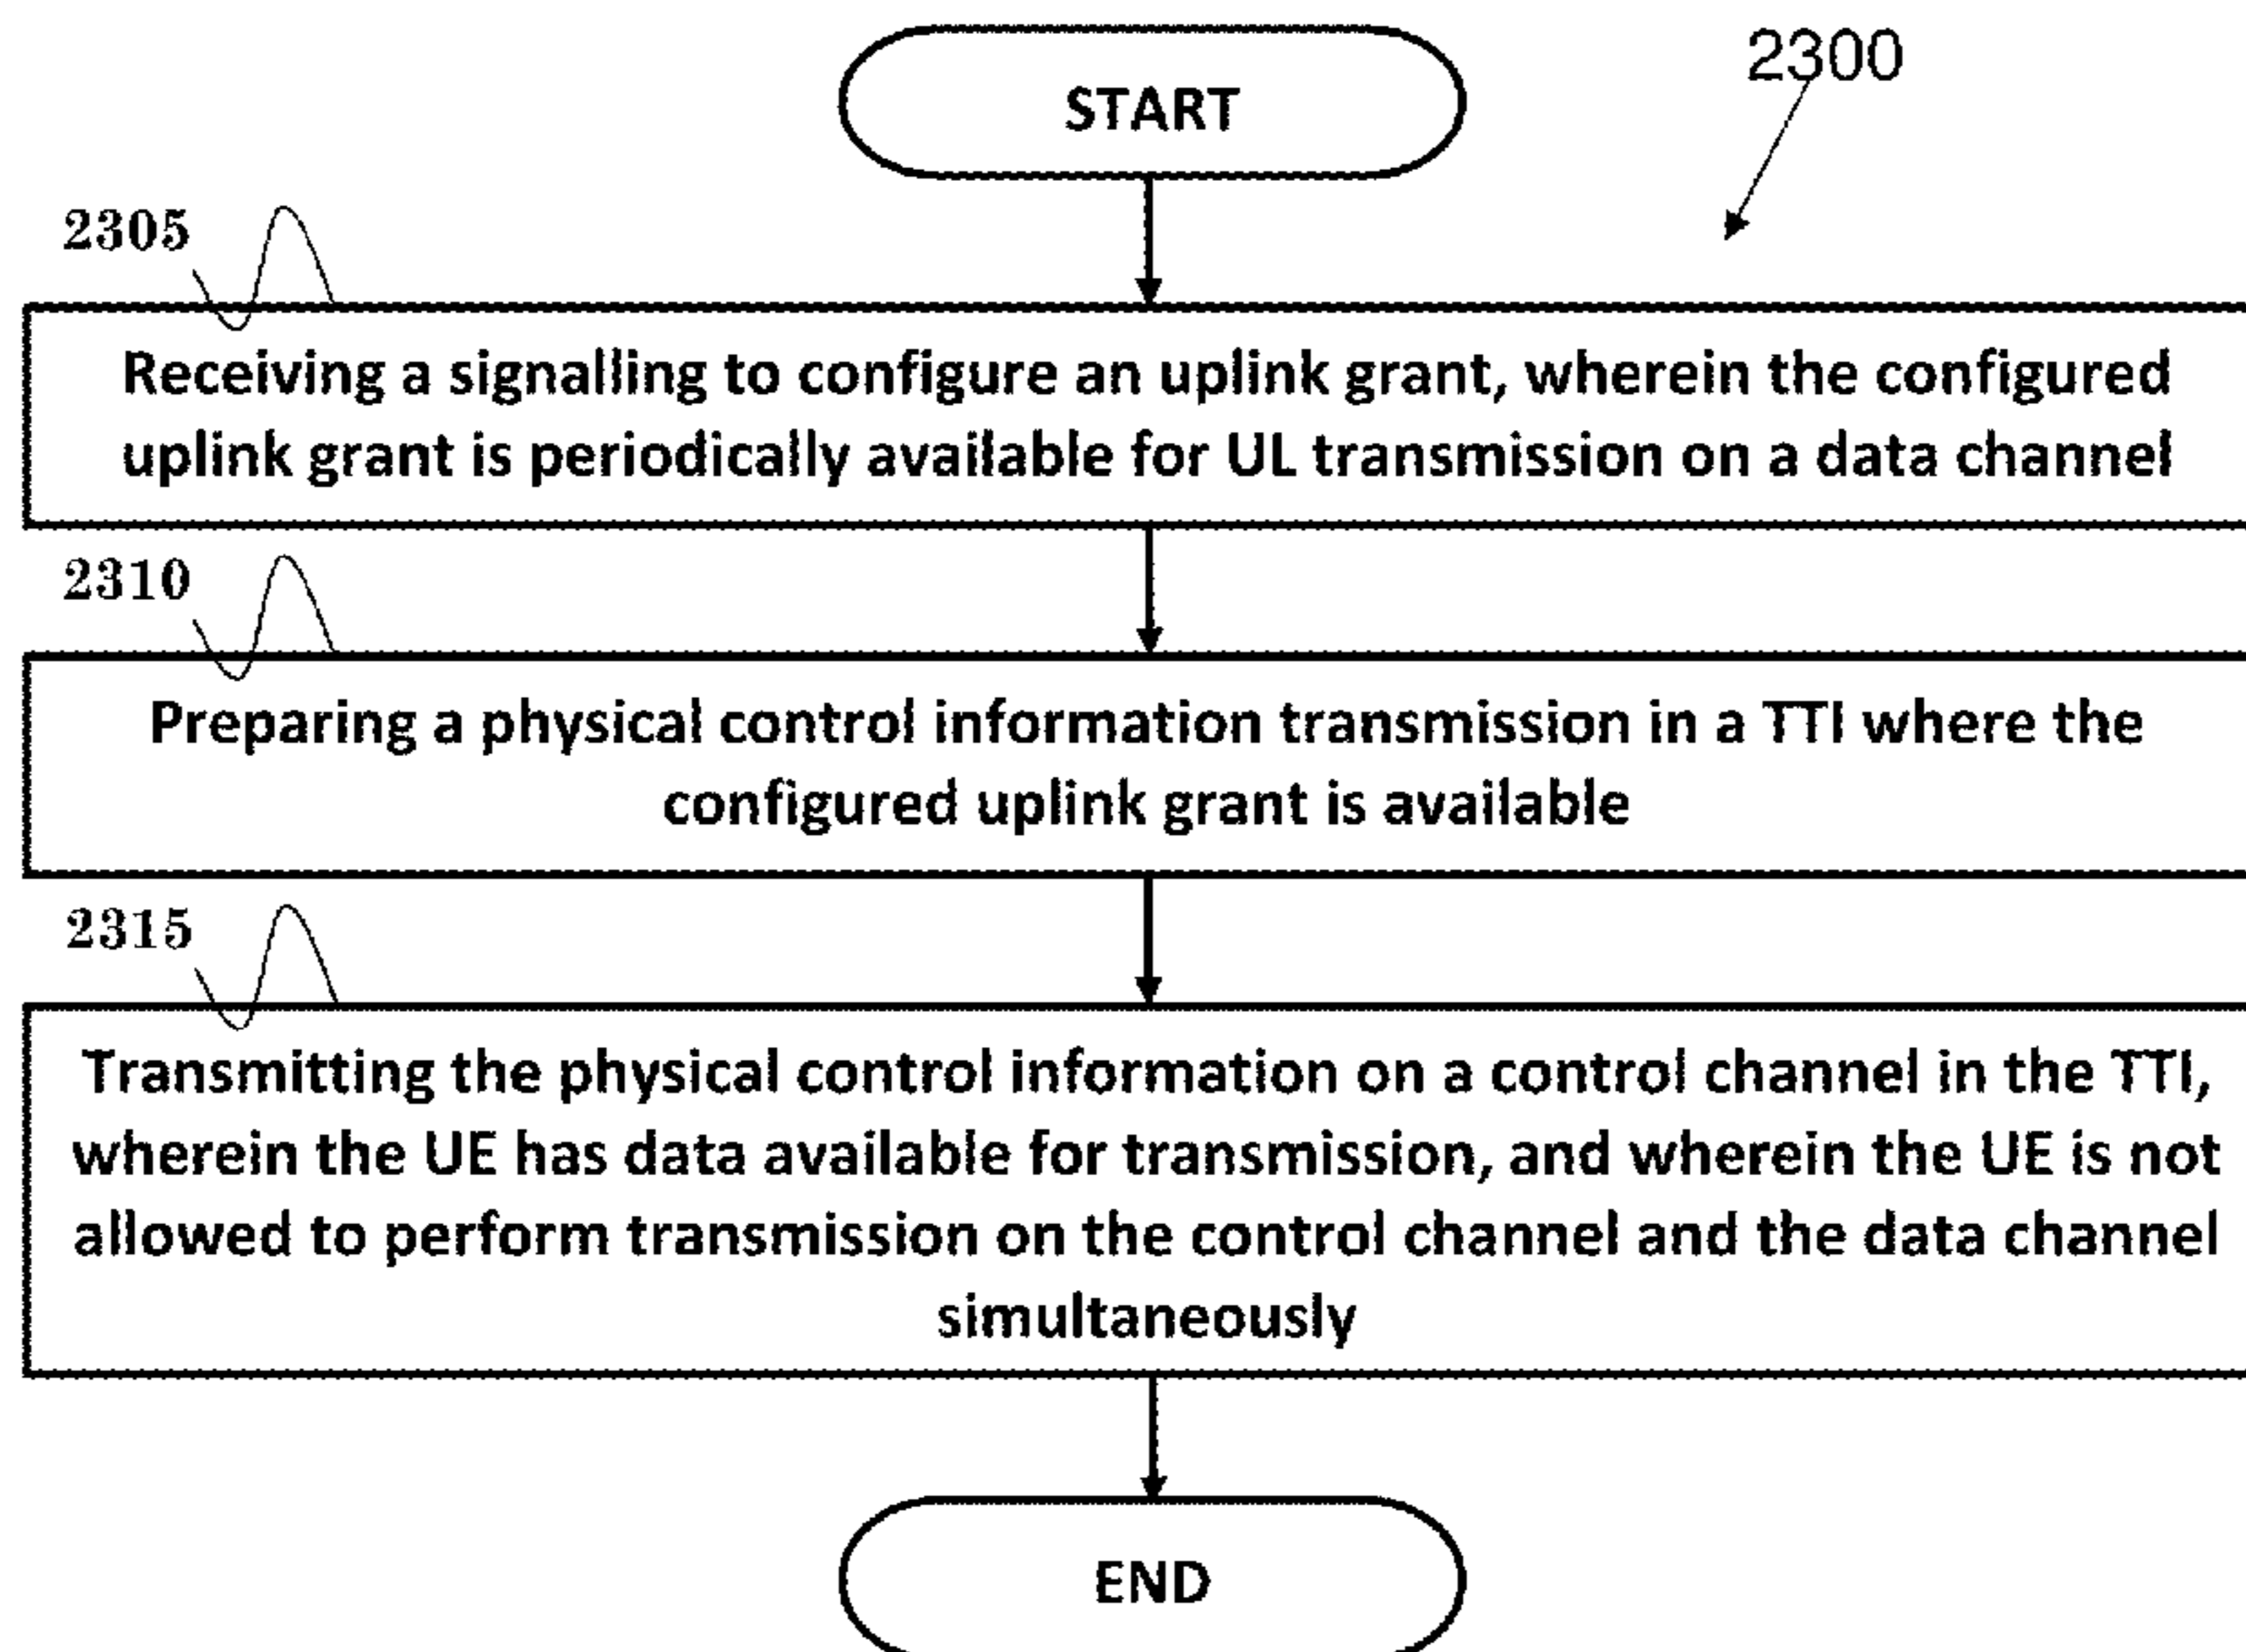 START
2300
2305
Receiving a signalling to configure an uplink grant, wherein the configured
uplink grant is periodically available for UL transmission on a data channel
2310
Preparing a physical control information transmission in a TTI where the
configured uplink grant is available
2315
Transmitting the physical control information on a control channel in the TTI,
wherein the UE has data available for transmission, and wherein the UE is not
allowed to perform transmission on the control channel and the data channel
simultaneously
END